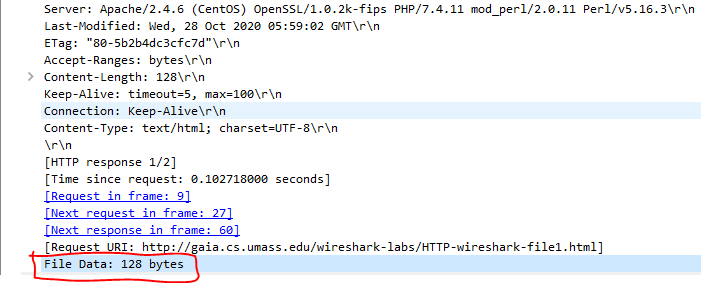 Server: Apache/2.4.6 (CentOS) OpenSSL/1.0.2k-fips PHP/7.4.11 mod_perl/2.0.11 Perl/v5.16.3\r\n
Last-Modified: Wed, 28 Oct 2020 05:59:02 GMT\r\n
ETag: "80-5b2b4dc3cfc7d"\r\n
Accept-Ranges: bytes\r\n
Content-Length: 128\r\n
Keep-Alive: timeout=5, max=100\r\n
Connection: Keep-Alive\r\n
Content-Type: text/html; charset=UTF-8\r\n
\r\n
[HTTP response 1/2]
[Time since request: 0.102718000 seconds]
[Request in frame: 9]
[Next request in frame: 27]
[Next response in frame: 60]
[Request URI: http://gaia.cs.umass.edu/wireshark-labs/HTTP-wireshark-file1.html]
File Data: 128 bytes